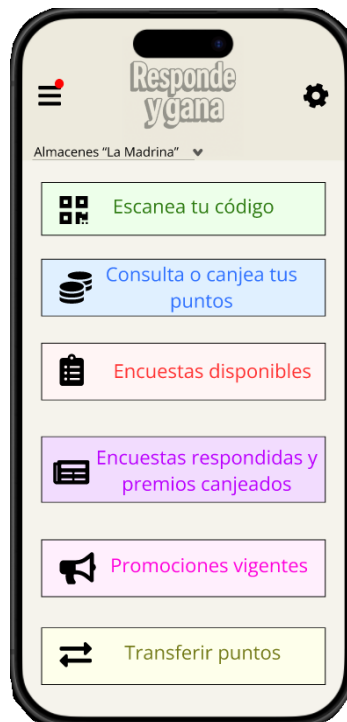 Responde
y gana
Almacenes “La Madrina”
Escanea tu código
Consulta o canjea tus
puntos
Encuestas disponibles
Encuestas respondidas y
premios canjeados
Promociones vigentes
Transferir puntos